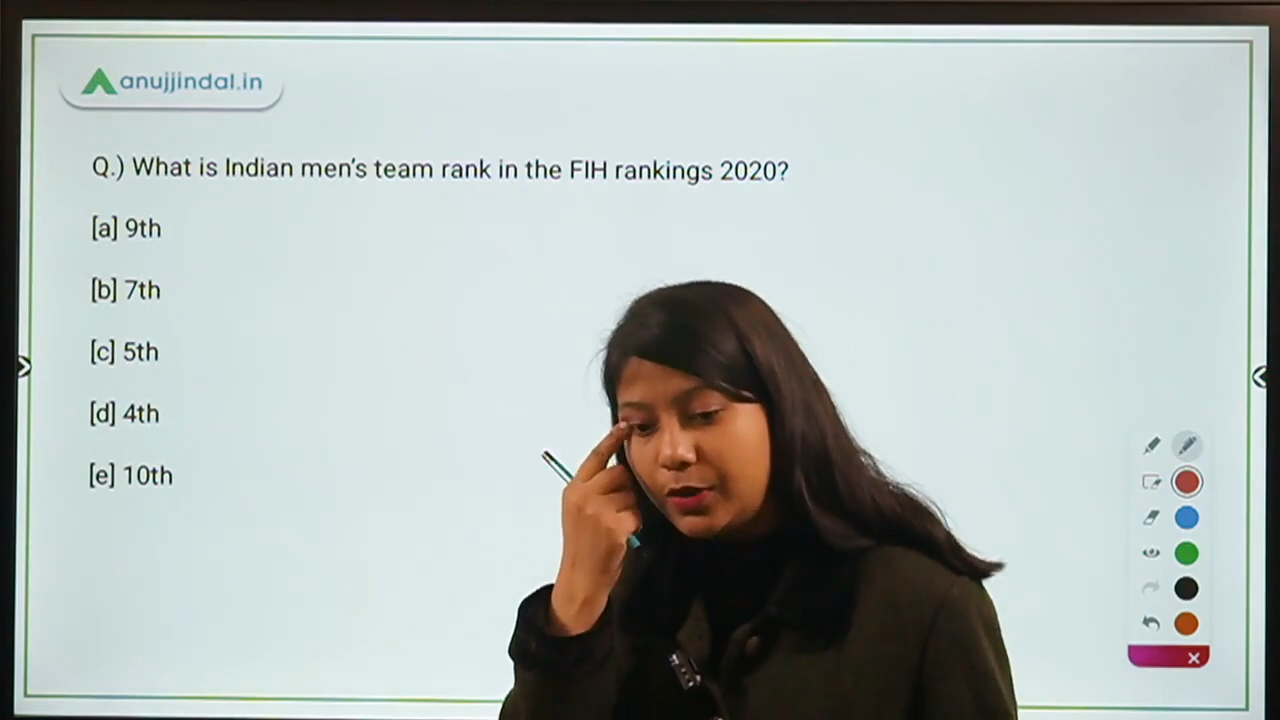 anujjindal.in
Q.) What is Indian men's team rank in the FIH rankings 2020?
[a] 9th
[b] 7th
[c] 5th
[d] 4th
[e] 10th